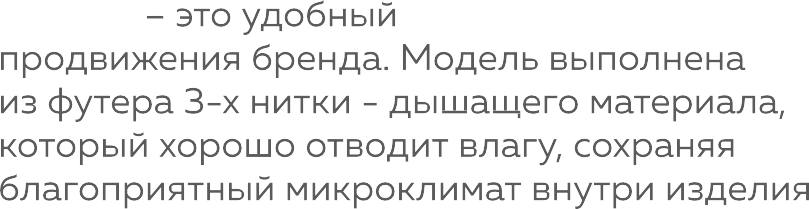 – это удобный
продвижения бренда. Модель выполнена
из футера 3-х нитки - дышащего материала,
который хорошо отводит влагу, сохраняя
благоприятный микроклимат внутри изделия